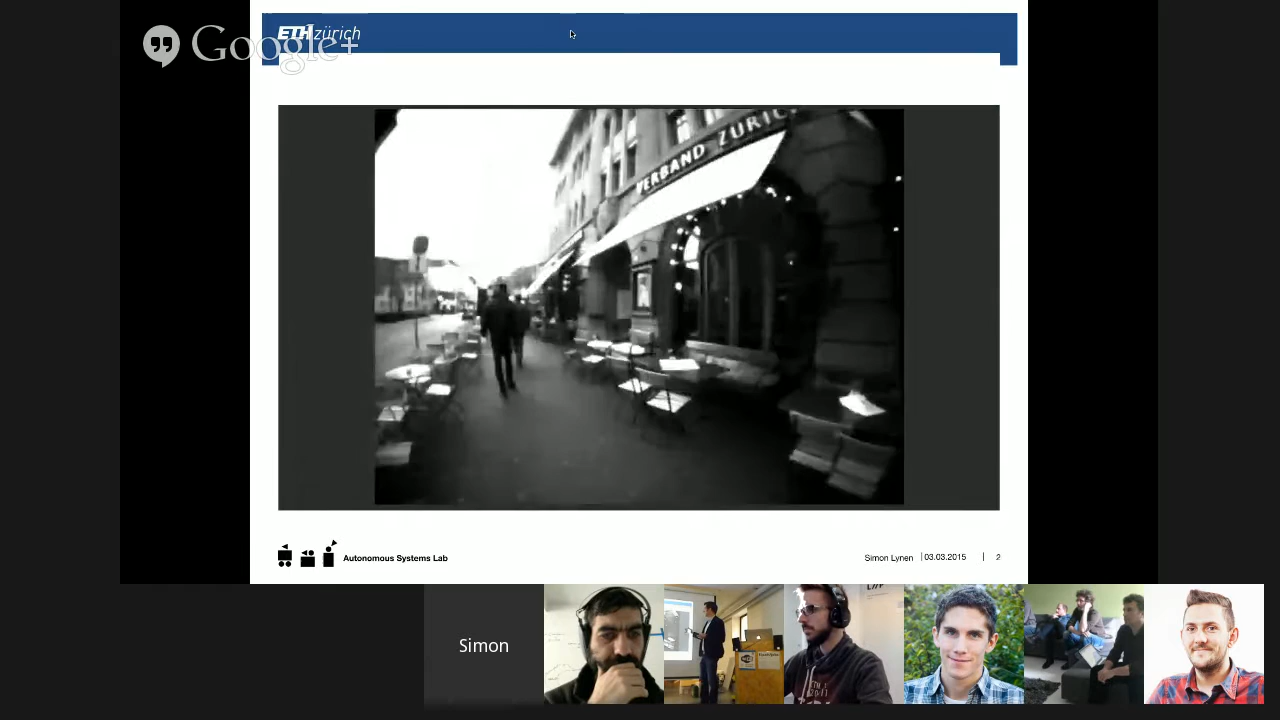 Google+
ETH zürich
VERBAND ZÜRIC
Autonomous Systems Lab
Simon Lynen | 03.03.2015 | 2
Simon